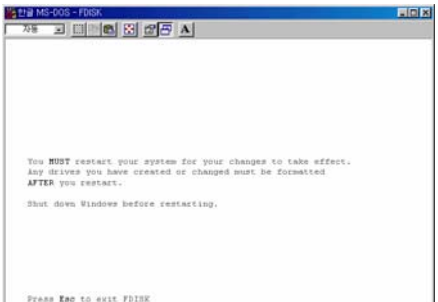 한글 MS-DOS - FDISK
자동
A
You MUST restart your system for your changes to take effect.
Any drives you have created or changed must be formatted
AFTER you restart.
Shut down Windows before restarting.
Press Esc to exit FDISK